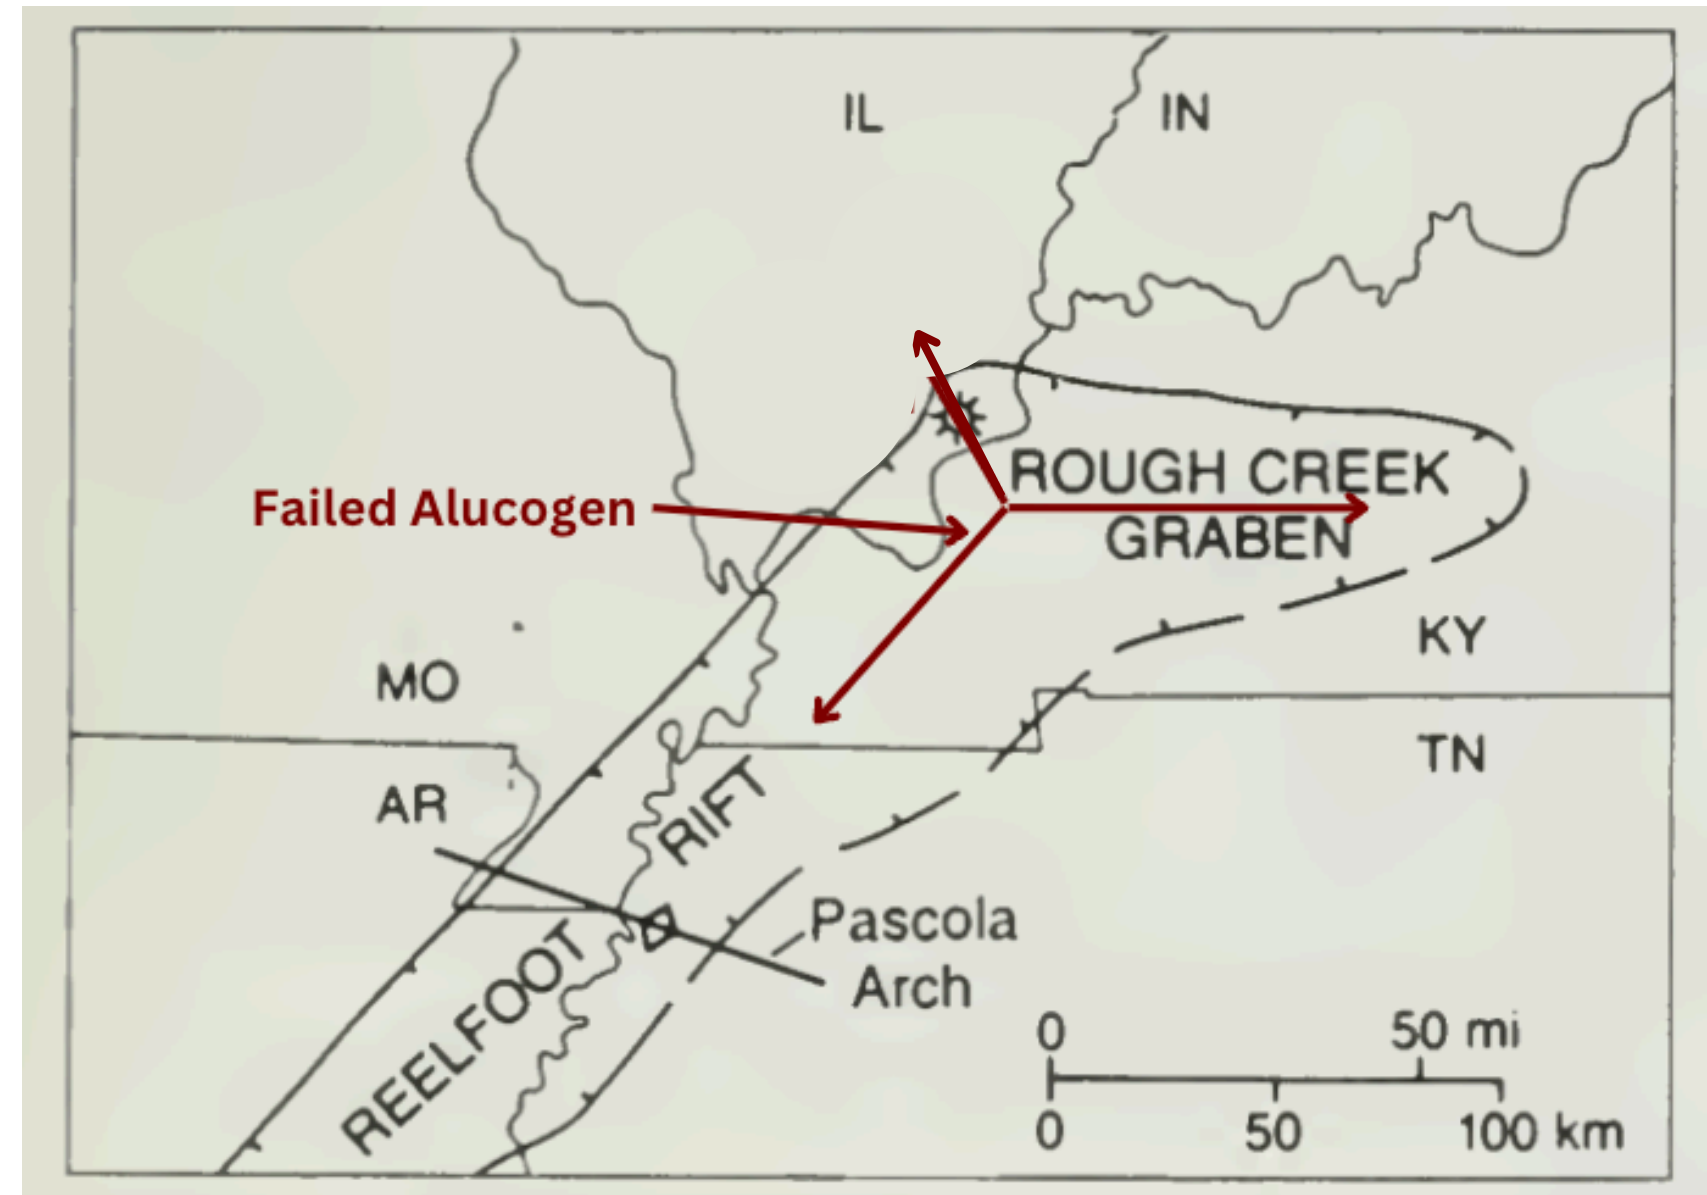 IL
IN
ROUGH CREEK
GRABEN
Failed Alucogen
KY
MO
TN
AR
RIFT
Pascola
Arch
REELFOOT
0
50 mi
0
50
100 km